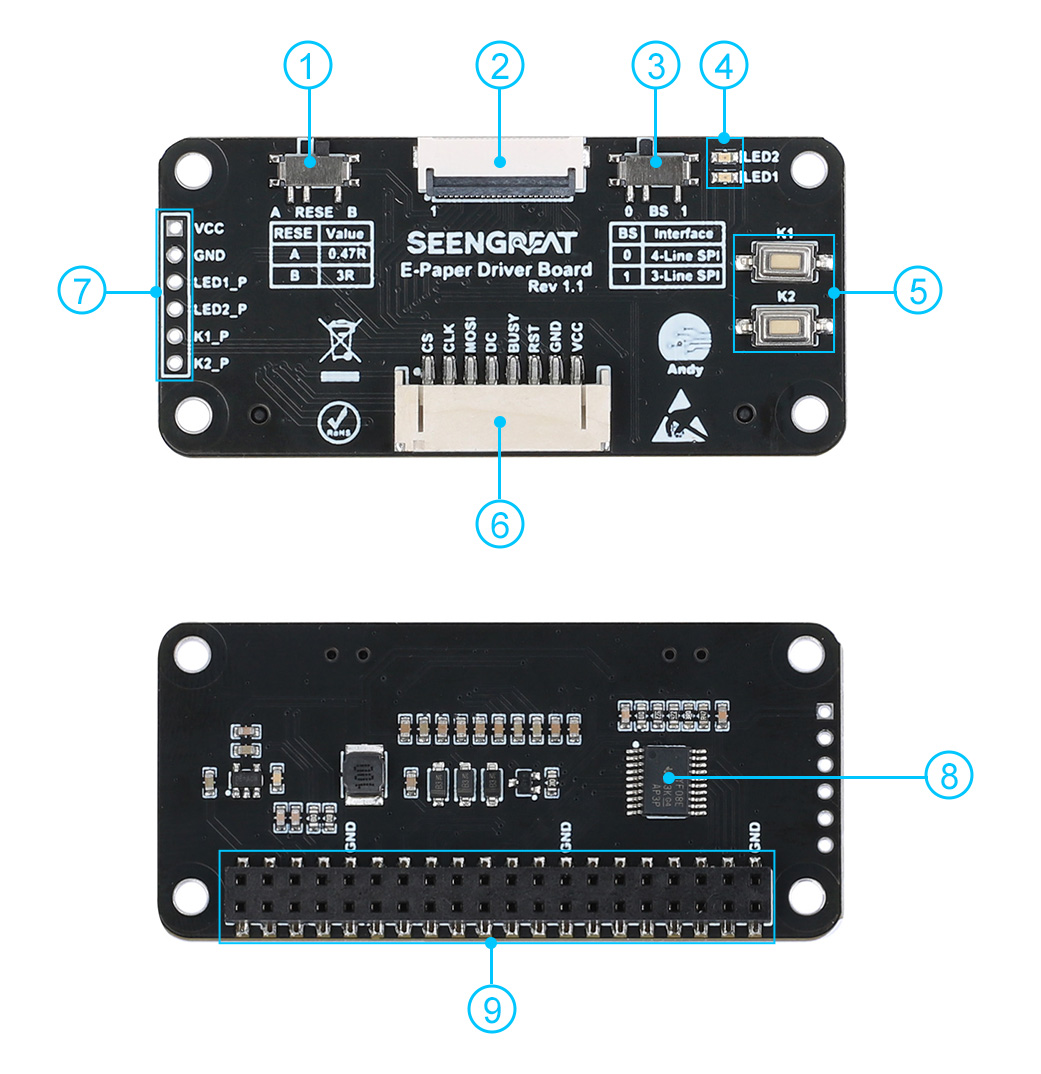 1
2
3
4
LED2
LED1
A RESE B
1
0 BS 1
RESE Value
A 0.47R
B 3R
SEENGREAT
E-Paper Driver Board
Rev 1.1
BS Interface
0 4-Line SPI
1 3-Line SPI
K1
K2
5
7
VCC
GND
LED1_P
LED2_P
K1_P
K2_P
CS
CLK
MOSI
DC
BUSY
RST
GND
VCC
Andy
RoHS
6
100
YF08E
3KG4
AP3P
8
GND
GND
GND
9